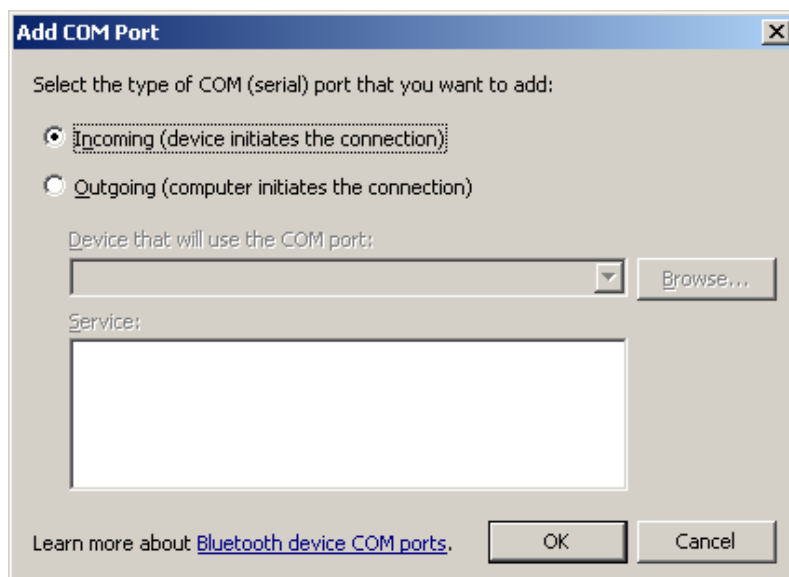 Add COM Port
Select the type of COM (serial) port that you want to add:
Incoming (device initiates the connection)
Outgoing (computer initiates the connection)
Device that will use the COM port:
Browse...
Service:
Learn more about Bluetooth device COM ports.
OK
Cancel